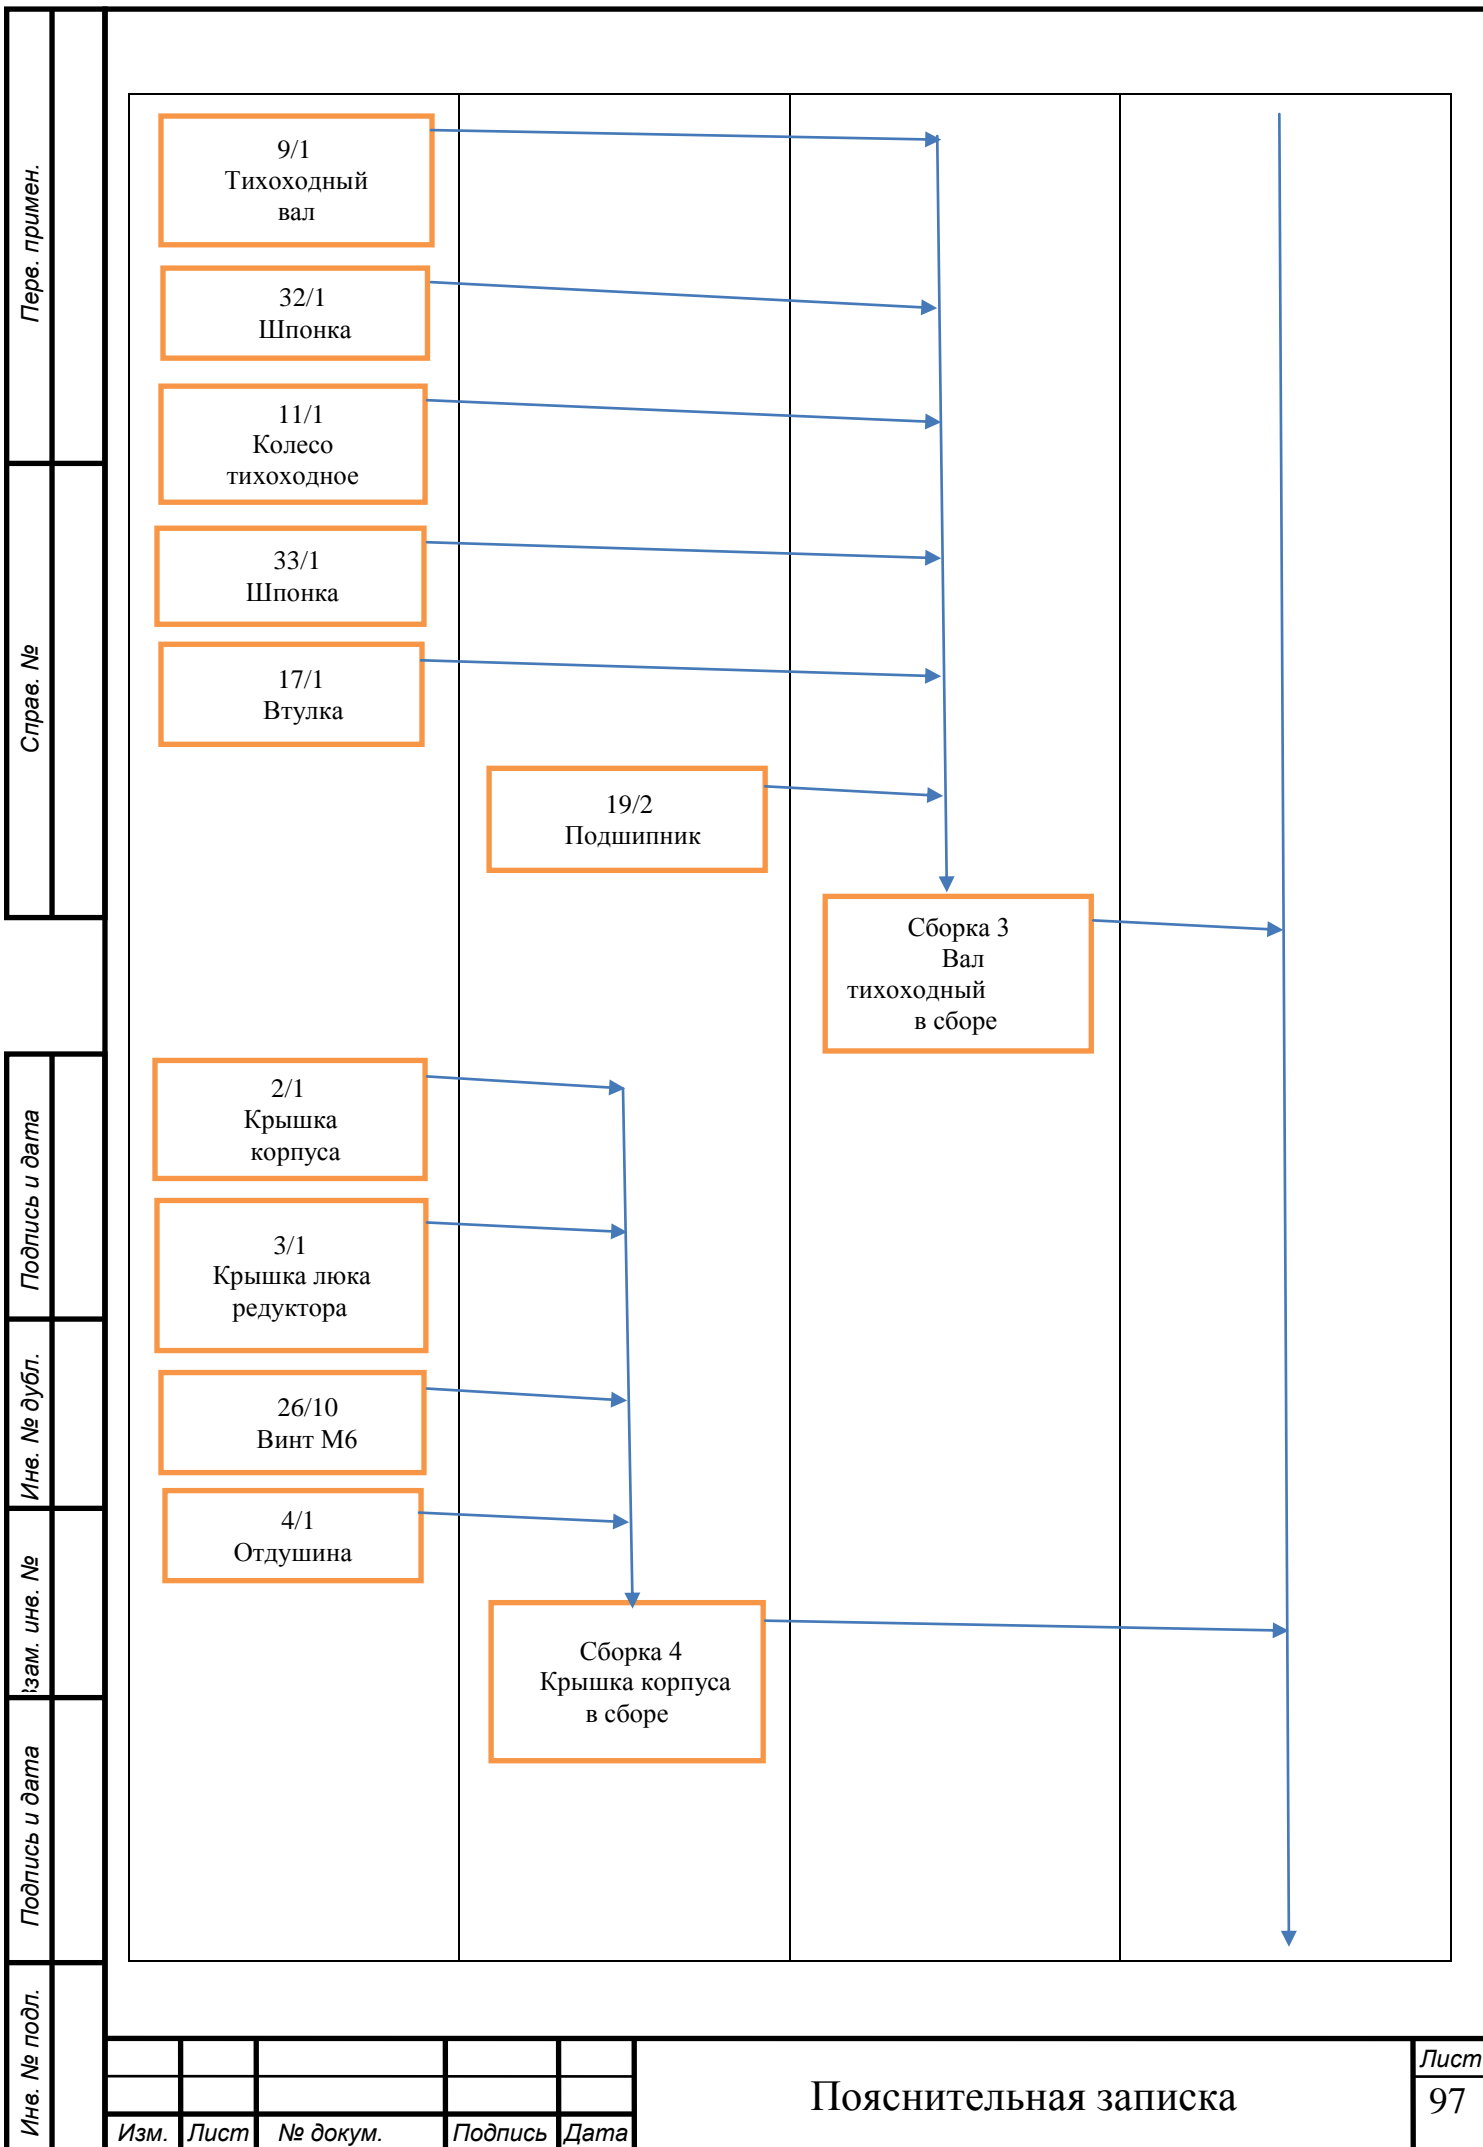 Перв. примен.
Справ. №
Подпись и дата
Инв. № дубл.
Взам. инв. №
Подпись и дата
Инв. № подл.
9/1
Тихоходный
вал
32/1
Шпонка
11/1
Колесо
тихоходное
33/1
Шпонка
17/1
Втулка
19/2
Подшипник
Сборка 3
Вал
тихоходный
в сборе
2/1
Крышка
корпуса
3/1
Крышка люка
редуктора
26/10
Винт М6
4/1
Отдушина
Сборка 4
Крышка корпуса
в сборе
Изм. Лист № докум. Подпись Дата
Пояснительная записка
Лист
97